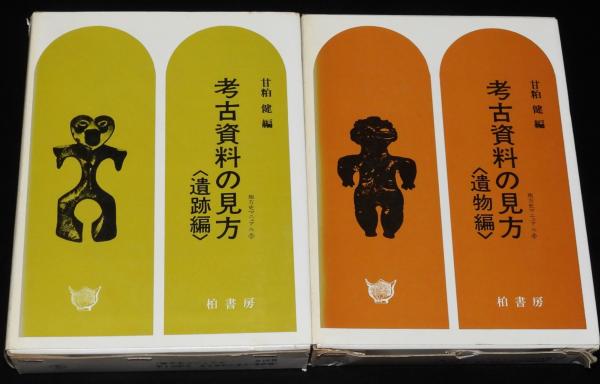 甘粕 健 編
考古資料の見方
〈遺跡編〉
柏書房
甘粕 健 編
考古資料の見方
〈遺物編〉
柏書房